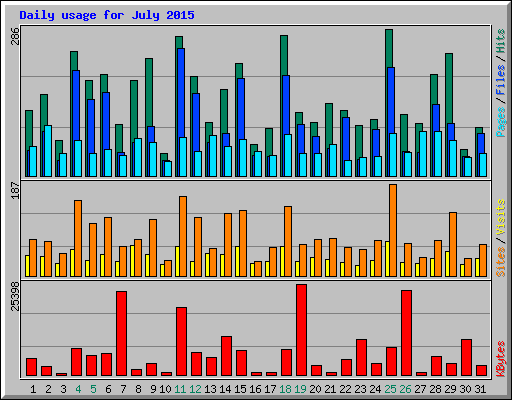 Daily usage for July 2015
286
Pages / Files / Hits
187
Sites / Visits
25398
KBytes
1 2 3 4 5 6 7 8 9 10 11 12 13 14 15 16 17 18 19 20 21 22 23 24 25 26 27 28 29 30 31